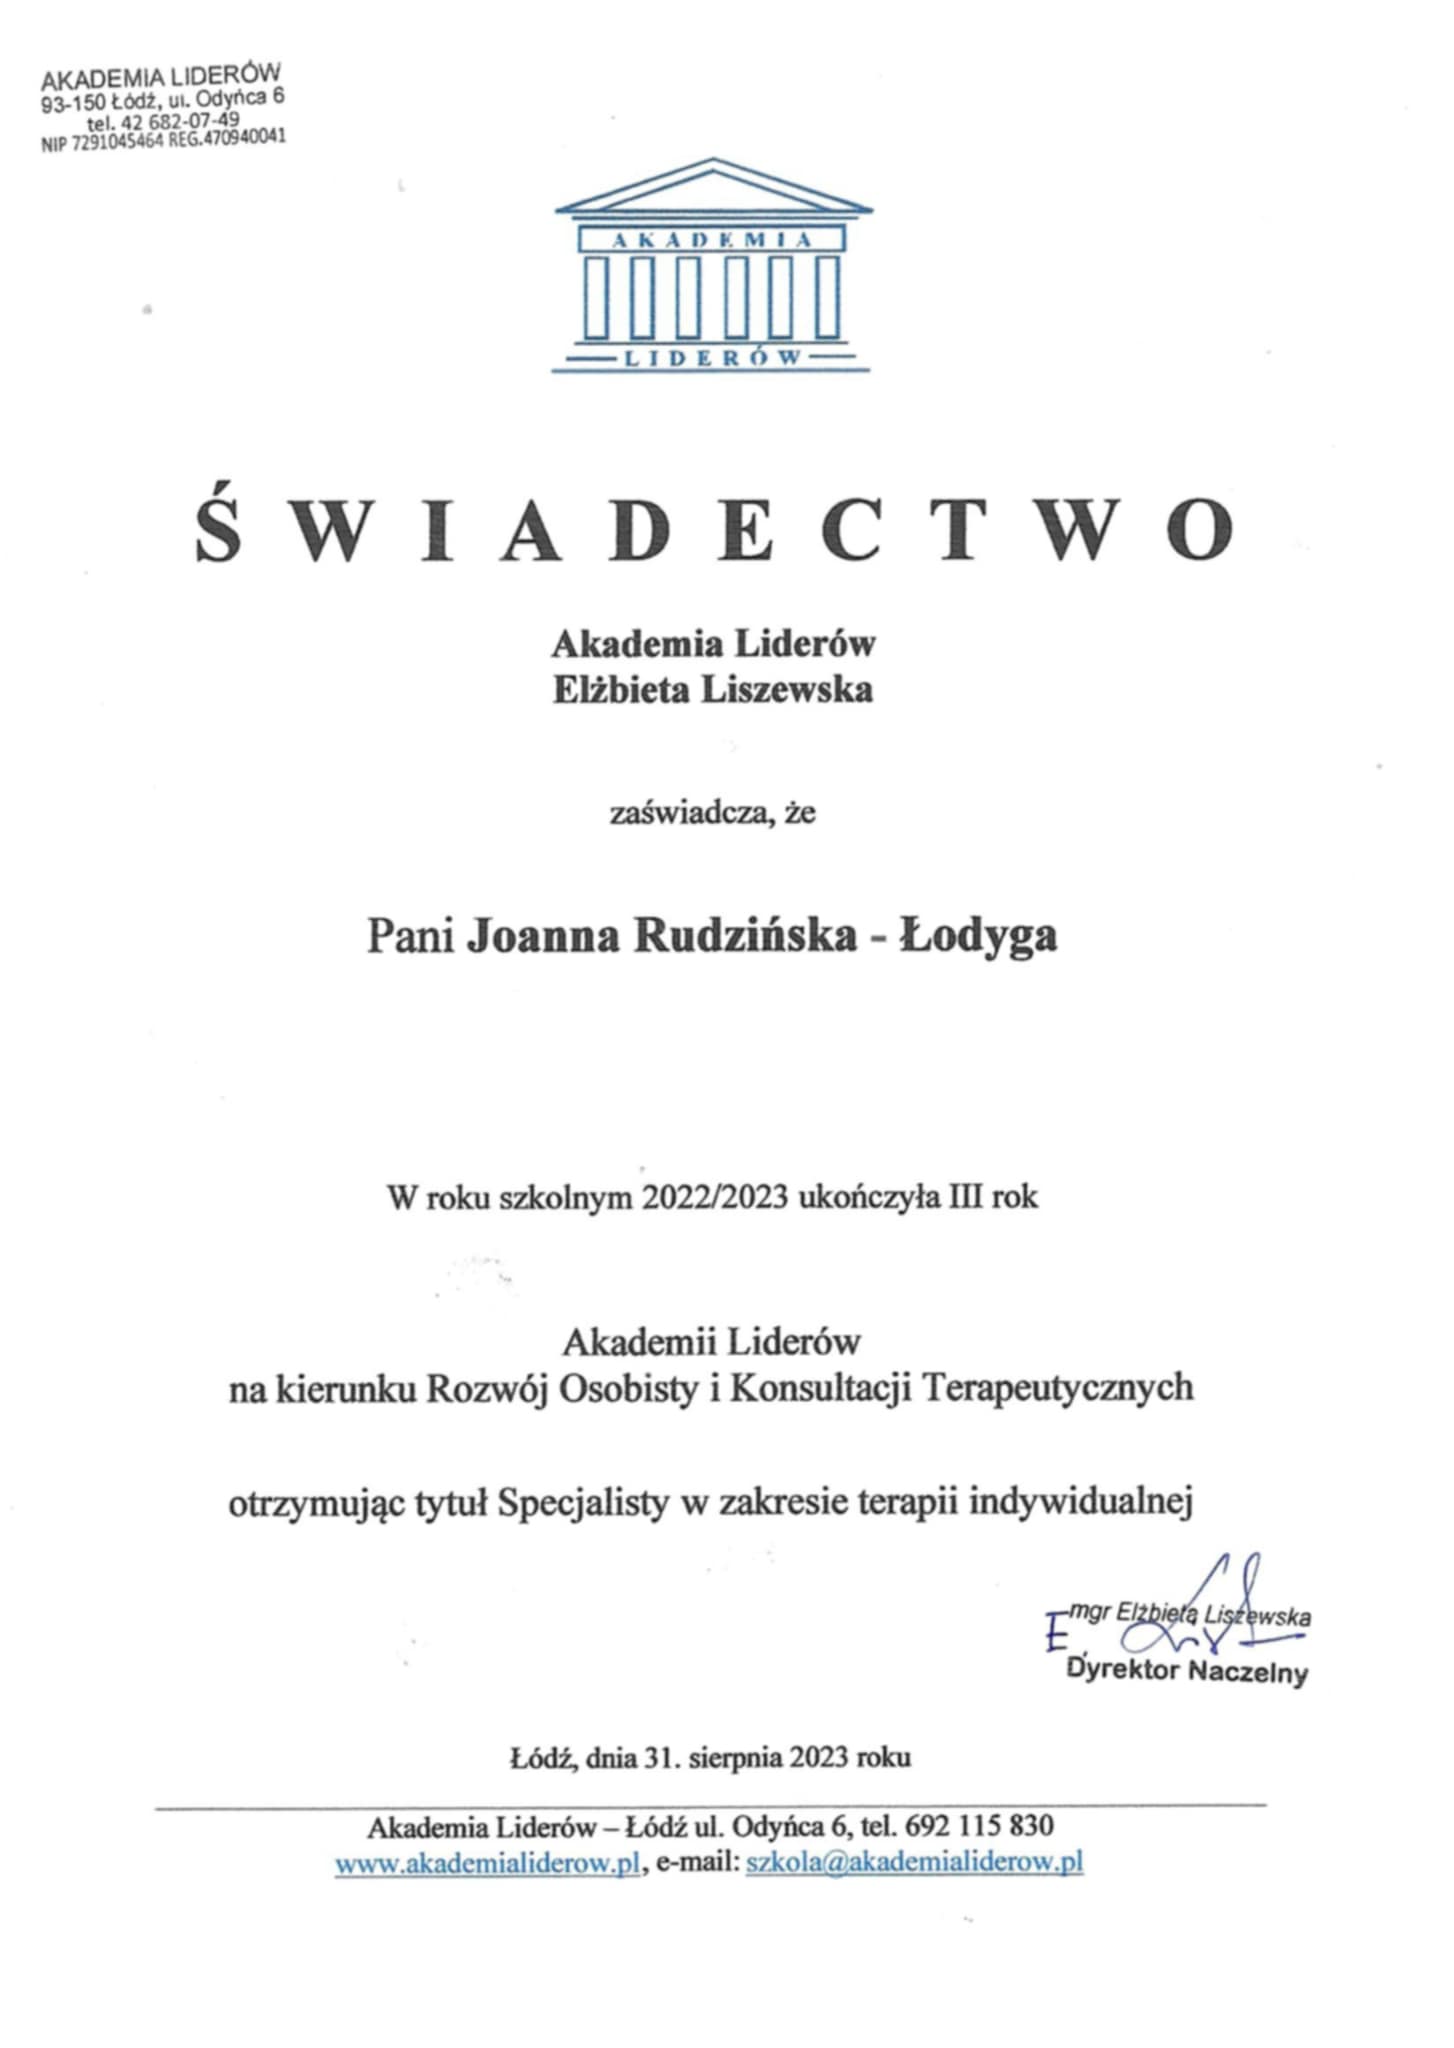 AKADEMIA LIDERÓW
93-150 Łódź, ul. Odyńca 6
tel. 42 682-07-49
NIP 7291045464 REG.470940041
AKADEMIA
LIDERÓW
ŚWIADECTWO
Akademia Liderów
Elżbieta Liszewska
zaświadcza, że
Pani Joanna Rudzińska - Łodyga
W roku szkolnym 2022/2023 ukończyła III rok
Akademii Liderów
na kierunku Rozwój Osobisty i Konsultacji Terapeutycznych
otrzymując tytuł Specjalisty w zakresie terapii indywidualnej
mgr Elżbieta Liszewska
Dyrektor Naczelny
Łódź, dnia 31. sierpnia 2023 roku
Akademia Liderów – Łódź ul. Odyńca 6, tel. 692 115 830
www.akademialiderow.pl, e-mail: szkola@akademialiderow.pl